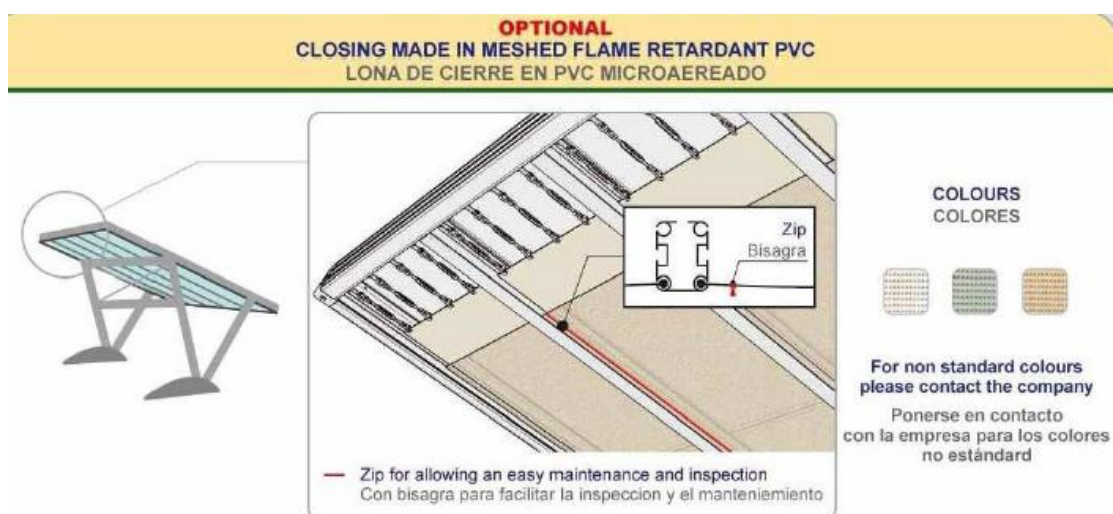 OPTIONAL
CLOSING MADE IN MESHED FLAME RETARDANT PVC
LONA DE CIERRE EN PVC MICROAEREADO
Zip
Bisagra
Zip for allowing an easy maintenance and inspection
Con bisagra para facilitar la inspeccion y el manteniemiento
COLOURS
COLORES
For non standard colours
please contact the company
Ponerse en contacto
con la empresa para los colores
no estándard